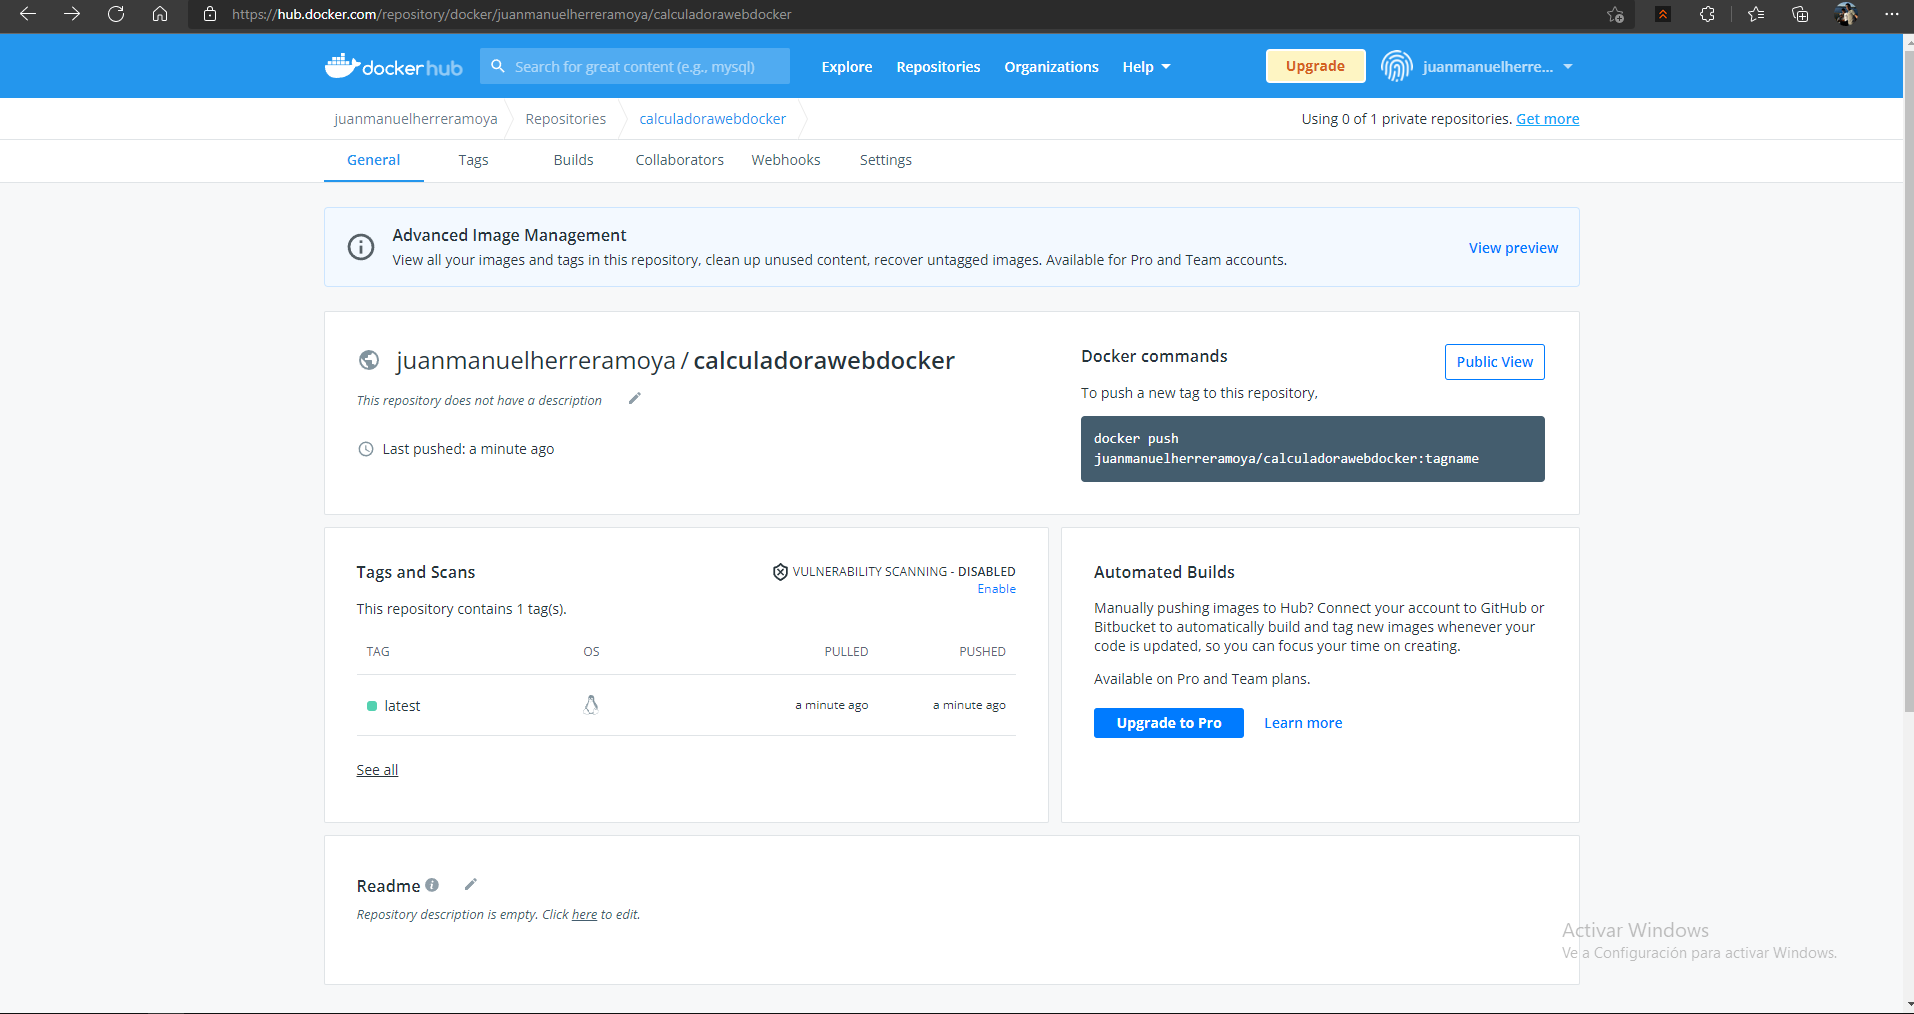 https://hub.docker.com/repository/docker/juanmanuelherreramoya/calculadorawebdocker
dockerhub
Search for great content (e.g., mysql)
Explore
Repositories
Organizations
Help
Upgrade
juanmanuelherre...
juanmanuelherreramoya
Repositories
calculadorawebdocker
Using 0 of 1 private repositories. Get more
General
Tags
Builds
Collaborators
Webhooks
Settings
Advanced Image Management
View all your images and tags in this repository, clean up unused content, recover untagged images. Available for Pro and Team accounts.
View preview
juanmanuelherreramoya / calculadorawebdocker
This repository does not have a description
Last pushed: a minute ago
Docker commands
Public View
To push a new tag to this repository,
docker push
juanmanuelherreramoya/calculadorawebdocker:tagname
Tags and Scans
VULNERABILITY SCANNING - DISABLED
Enable
This repository contains 1 tag(s).
TAG
OS
PULLED
PUSHED
latest
a minute ago
a minute ago
See all
Automated Builds
Manually pushing images to Hub? Connect your account to GitHub or
Bitbucket to automatically build and tag new images whenever your
code is updated, so you can focus your time on creating.
Available on Pro and Team plans.
Upgrade to Pro
Learn more
Readme
Repository description is empty. Click here to edit.
Activar Windows
Ve a Configuración para activar Windows.